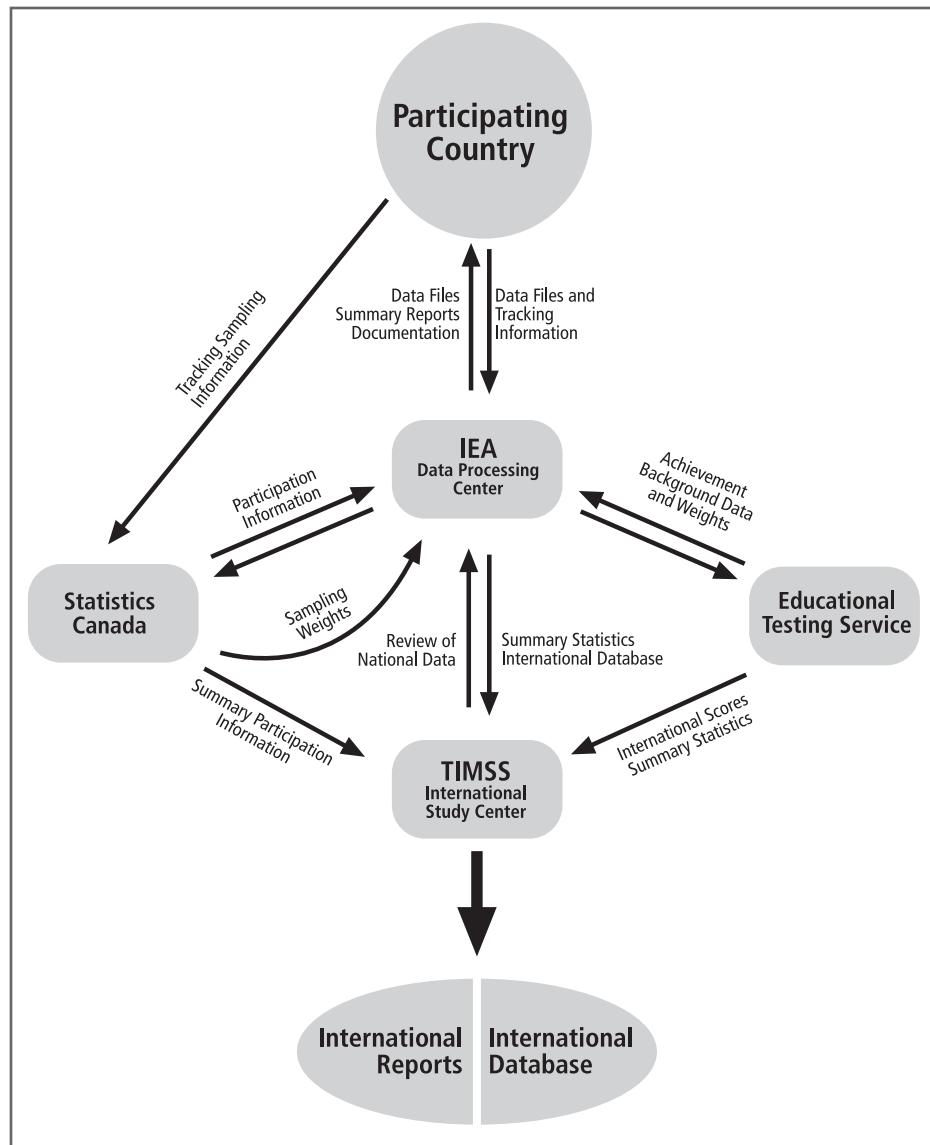 Participating
Country
Tracking Sampling
Information
Data Files
Summary Reports
Documentation
Data Files and
Tracking
Information
IEA
Data Processing
Center
Participation
Information
Achievement
Background Data
and Weights
Statistics
Canada
Educational
Testing Service
Sampling
Weights
Review of
National Data
Summary Statistics
International Database
Summary Participation
Information
International Scores
Summary Statistics
TIMSS
International
Study Center
International
Reports
International
Database